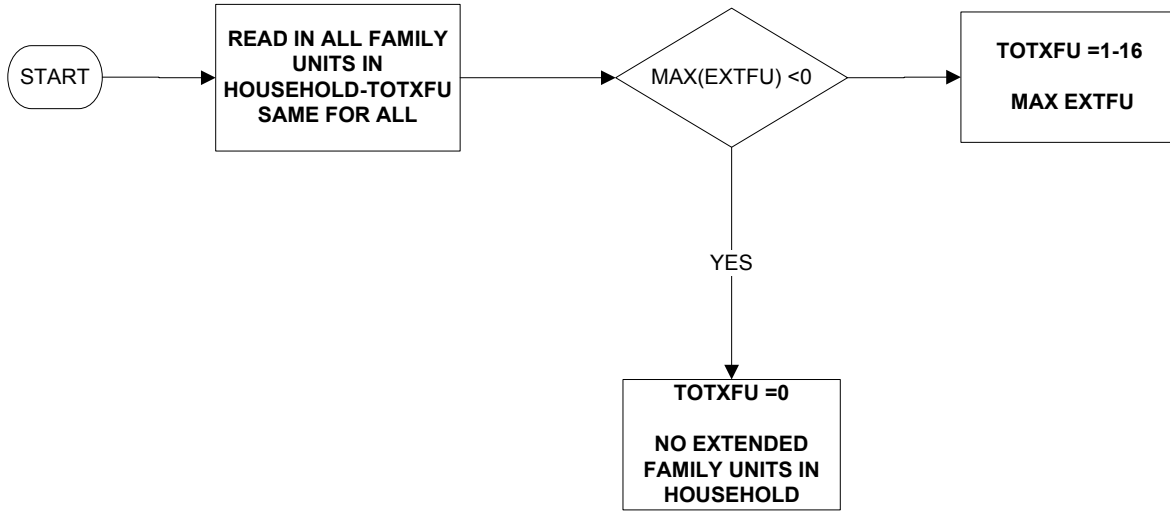 START
READ IN ALL FAMILY
UNITS IN
HOUSEHOLD-TOTXFU
SAME FOR ALL
MAX(EXTFU) <0
TOTXFU =1-16
MAX EXTFU
YES
TOTXFU =0
NO EXTENDED
FAMILY UNITS IN
HOUSEHOLD